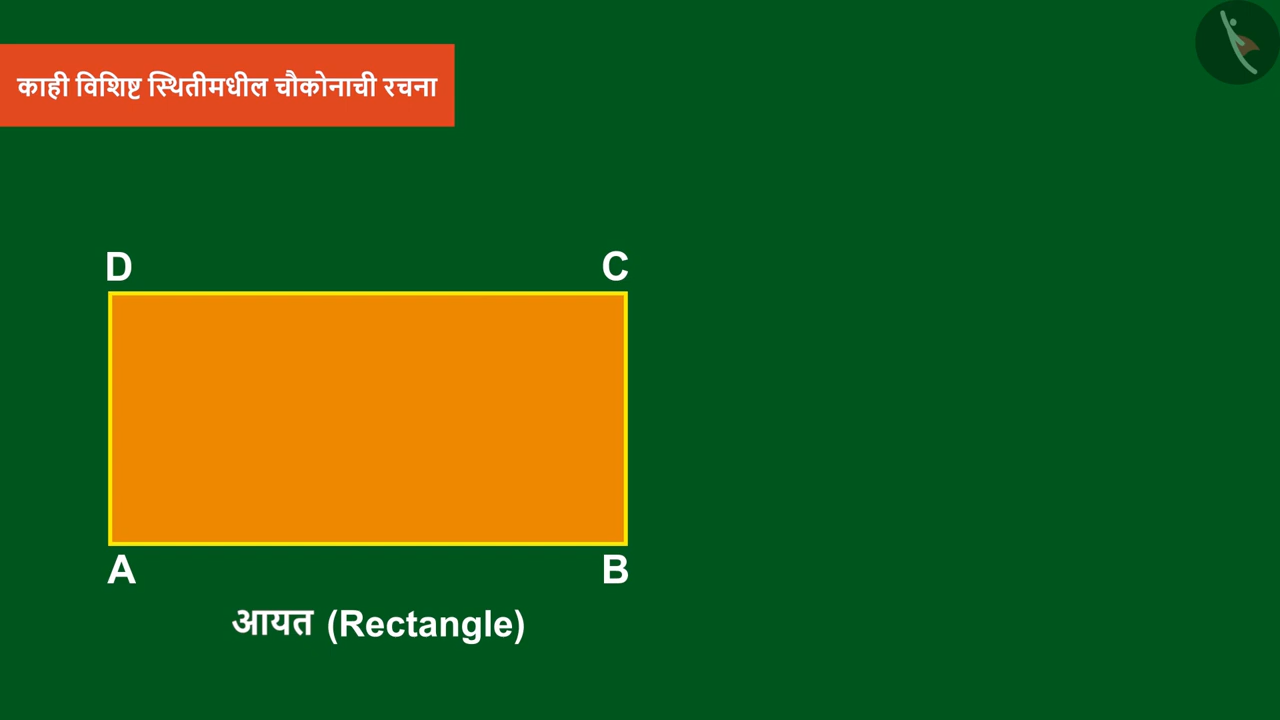 काही विशिष्ट स्थितीमधील चौकोनाची रचना
D C
A B
आयत (Rectangle)